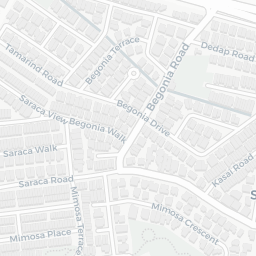 Begonia Terrace
Dedap Road
Tamarind Road
Begonia Road
Begonia Drive
Saraca View
Begonia Walk
Saraca Walk
Kasai Road
Saraca Road
S
Mimosa Terrace
Mimosa Crescent
Mimosa Place